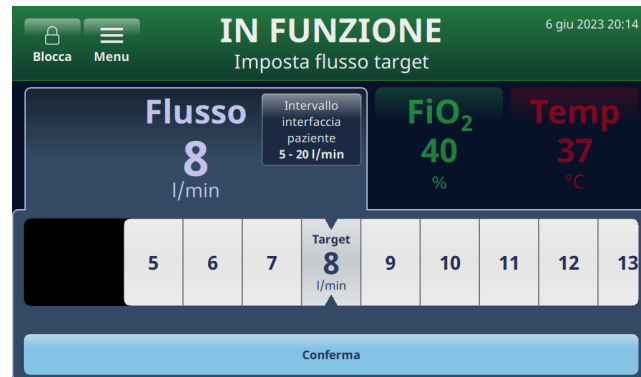 IN FUNZIONE
Imposta flusso target
6 giu 2023 20:14
Blocca
Menu
Flusso
8
l/min
Intervallo
interfaccia
paziente
5 - 20 l/min
FiO2
40
%
Temp
37
°C
5
6
7
Target
8
l/min
9
10
11
12
13
Conferma